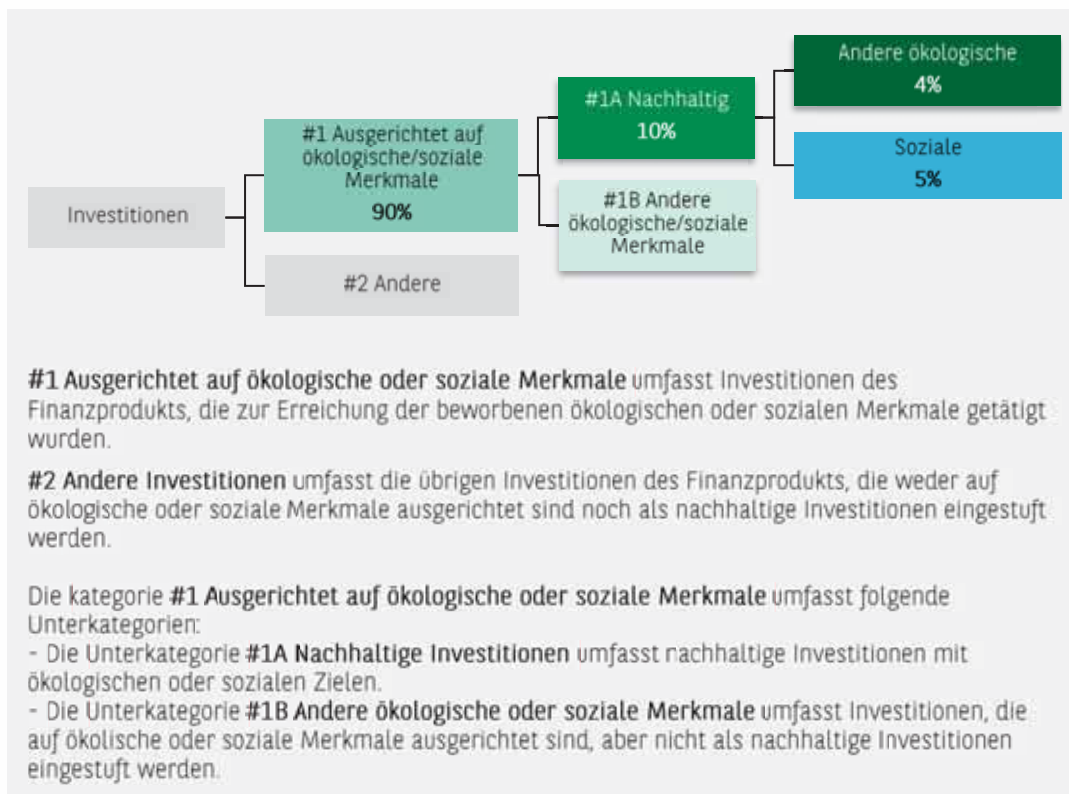 Andere ökologische
4%
#1A Nachhaltig
10%
Soziale
5%
#1 Ausgerichtet auf
ökologische/soziale
Merkmale
90%
#1B Andere
ökologische/soziale
Merkmale
Investitionen
#2 Andere
#1 Ausgerichtet auf ökologische oder soziale Merkmale umfasst Investitionen des
Finanzprodukts, die zur Erreichung der beworbenen ökologischen oder sozialen Merkmale getätigt
wurden.
#2 Andere Investitionen umfasst die übrigen Investitionen des Finanzprodukts, die weder auf
ökologische oder soziale Merkmale ausgerichtet sind noch als nachhaltige Investitionen eingestuft
werden.
Die kategorie #1 Ausgerichtet auf ökologische oder soziale Merkmale umfasst folgende
Unterkategorien:
- Die Unterkategorie #1A Nachhaltige Investitionen umfasst nachhaltige Investitionen mit
ökologischen oder sozialen Zielen.
- Die Unterkategorie #1B Andere ökologische oder soziale Merkmale umfasst Investitionen, die
auf ökolische oder soziale Merkmale ausgerichtet sind, aber nicht als nachhaltige Investitionen
eingestuft werden.